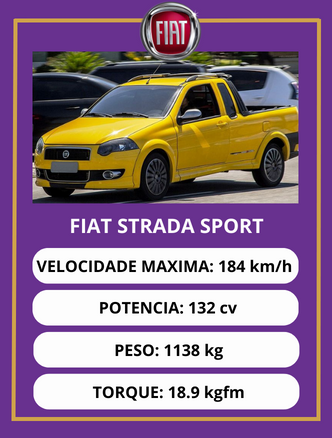 FIAT
FIAT STRADA SPORT
VELOCIDADE MAXIMA: 184 km/h
POTENCIA: 132 cv
PESO: 1138 kg
TORQUE: 18.9 kgfm